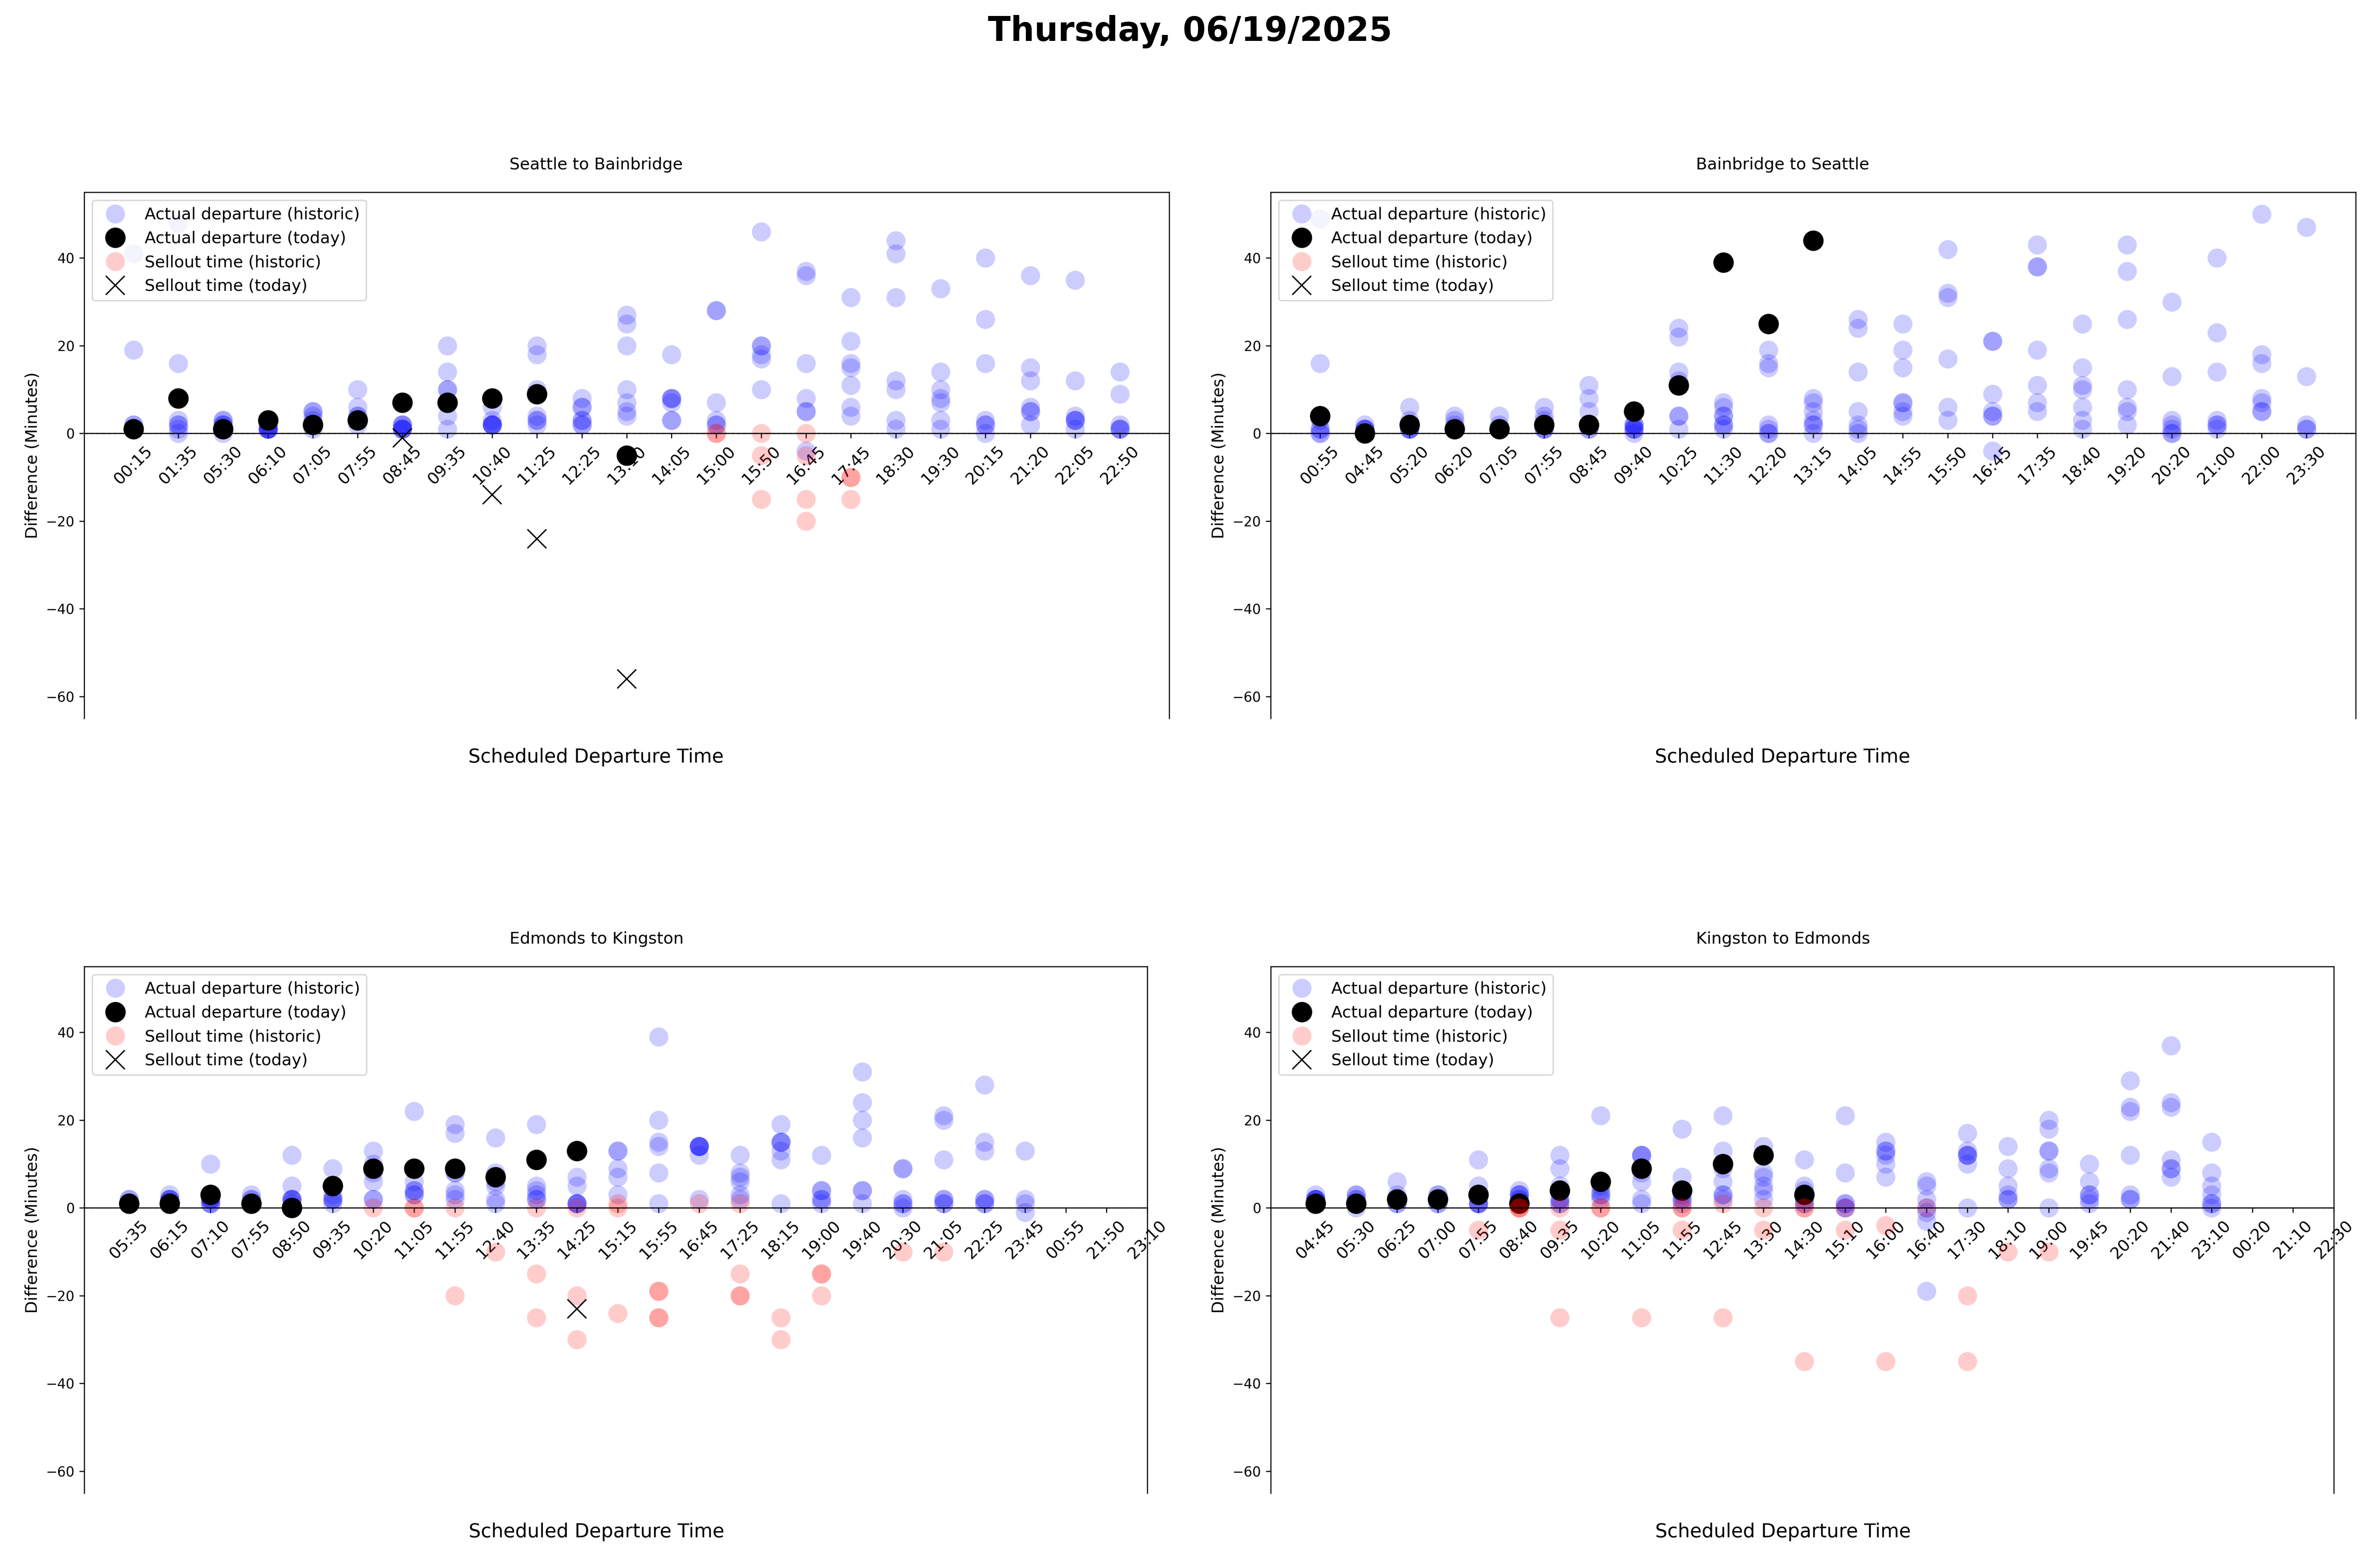 Thursday, 06/19/2025
Seattle to Bainbridge
Actual departure (historic)
Actual departure (today)
Sellout time (historic)
Sellout time (today)
Difference (Minutes)
40
20
0
−20
−40
−60
00:15 01:35 05:30 06:10 07:05 07:55 08:45 09:35 10:40 11:25 12:25 13:10 14:05 15:00 15:50 16:45 17:45 18:30 19:30 20:15 21:20 22:05 22:50
Scheduled Departure Time
Bainbridge to Seattle
Actual departure (historic)
Actual departure (today)
Sellout time (historic)
Sellout time (today)
Difference (Minutes)
40
20
0
−20
−40
−60
00:55 04:45 05:20 06:20 07:05 07:55 08:45 09:40 10:25 11:30 12:20 13:15 14:05 14:55 15:50 16:45 17:35 18:40 19:20 20:20 21:00 22:00 23:30
Scheduled Departure Time
Edmonds to Kingston
Actual departure (historic)
Actual departure (today)
Sellout time (historic)
Sellout time (today)
Difference (Minutes)
40
20
0
−20
−40
−60
05:35 06:15 07:10 07:55 08:50 09:35 10:20 11:05 11:55 12:40 13:35 14:25 15:15 15:55 16:45 17:25 18:15 19:00 19:40 20:30 21:05 22:25 23:45 00:55 21:50 23:10
Scheduled Departure Time
Kingston to Edmonds
Actual departure (historic)
Actual departure (today)
Sellout time (historic)
Sellout time (today)
Difference (Minutes)
40
20
0
−20
−40
−60
04:45 05:30 06:25 07:00 07:55 08:40 09:35 10:20 11:05 11:55 12:45 13:30 14:30 15:10 16:00 16:40 17:30 18:10 19:00 19:45 20:20 21:40 23:10 00:20 21:10 22:30
Scheduled Departure Time